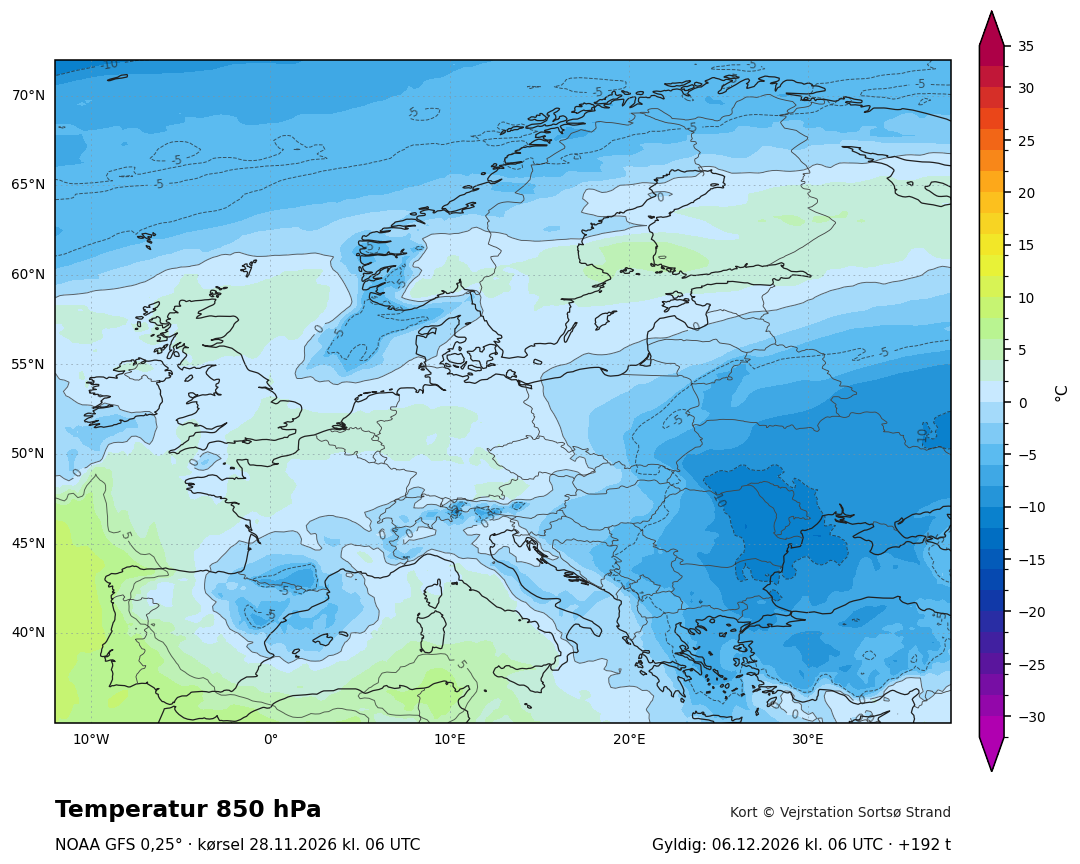 70°N
65°N
60°N
55°N
50°N
45°N
40°N
10°W
0°
10°E
20°E
30°E
35
30
25
20
15
10
5
0
−5
−10
−15
−20
−25
−30
°C
Temperatur 850 hPa
Kort © Vejrstation Sortsø Strand
NOAA GFS 0,25° · kørsel 28.11.2026 kl. 06 UTC
Gyldig: 06.12.2026 kl. 06 UTC · +192 t